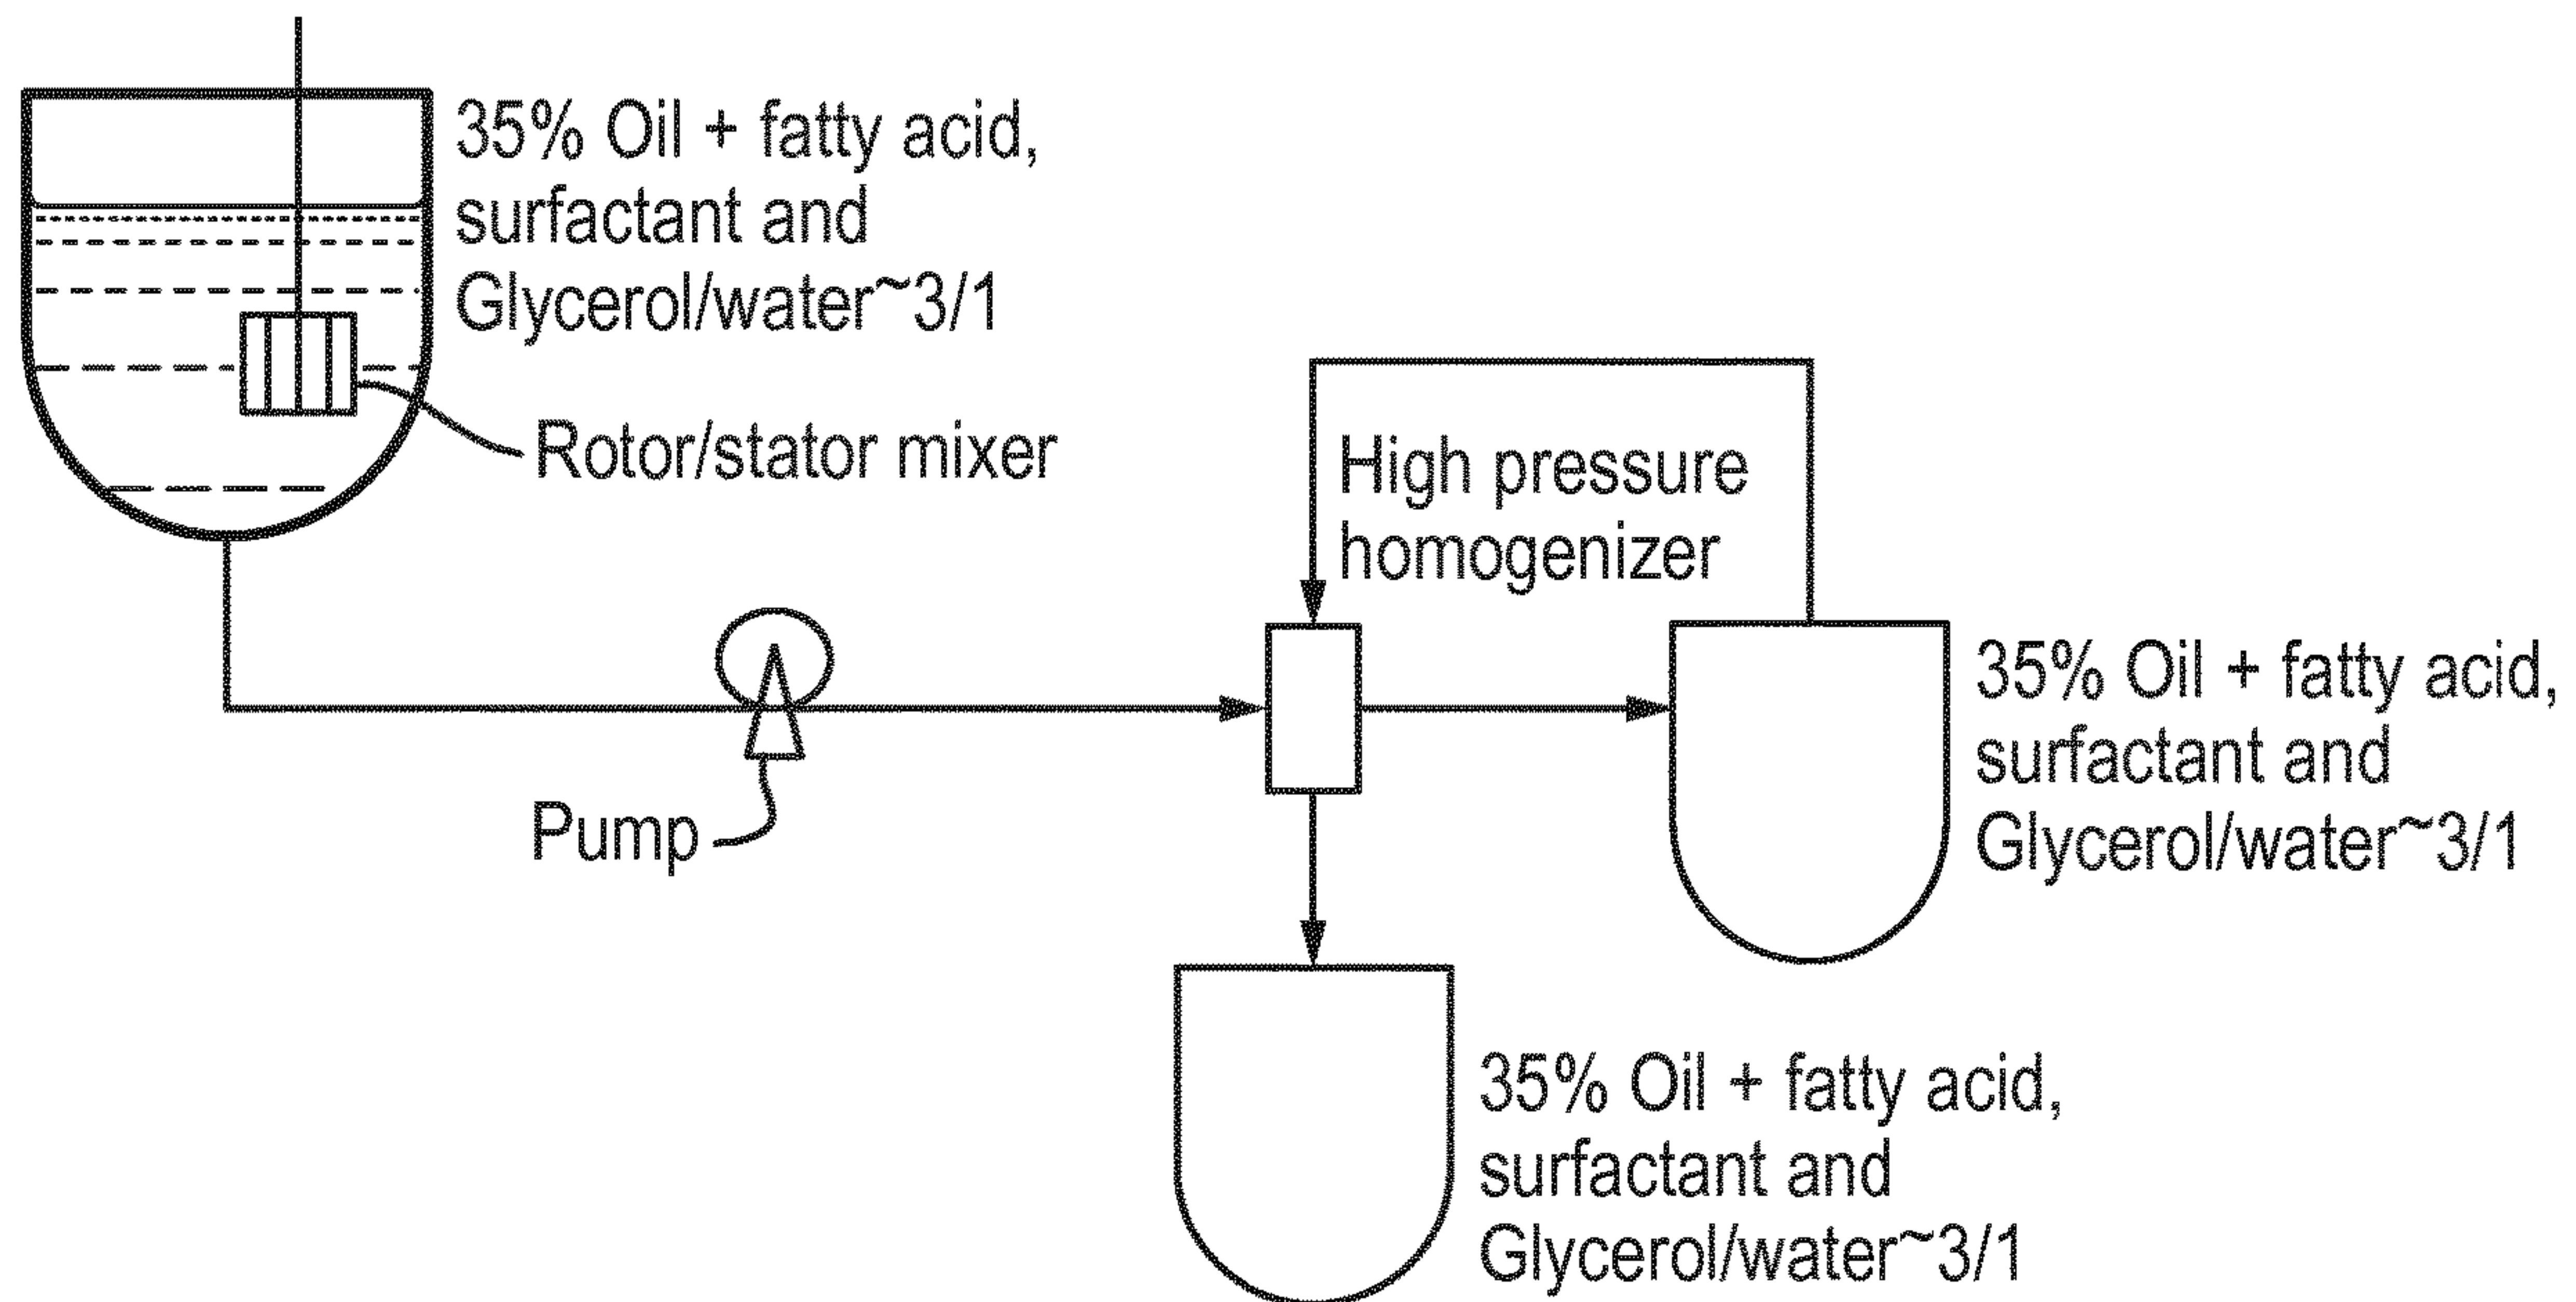 35% Oil + fatty acid,
surfactant and
Glycerol/water~3/1
Rotor/stator mixer
High pressure
homogenizer
Pump
35% Oil + fatty acid,
surfactant and
Glycerol/water~3/1
35% Oil + fatty acid,
surfactant and
Glycerol/water~3/1